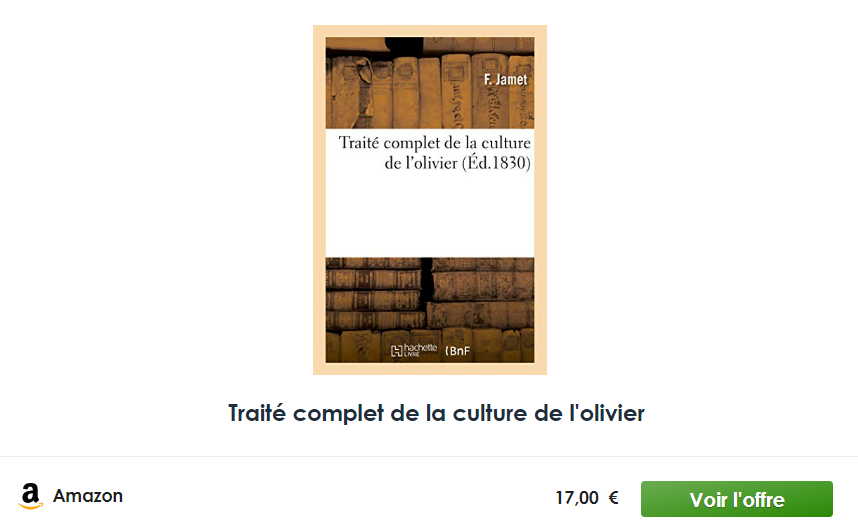 F. Jamet
Traité complet de la culture
de l'olivier (Éd.1830)
hachette
LIVRE
(BnF
Traité complet de la culture de l'olivier
Amazon
17,00 €
Voir l'offre